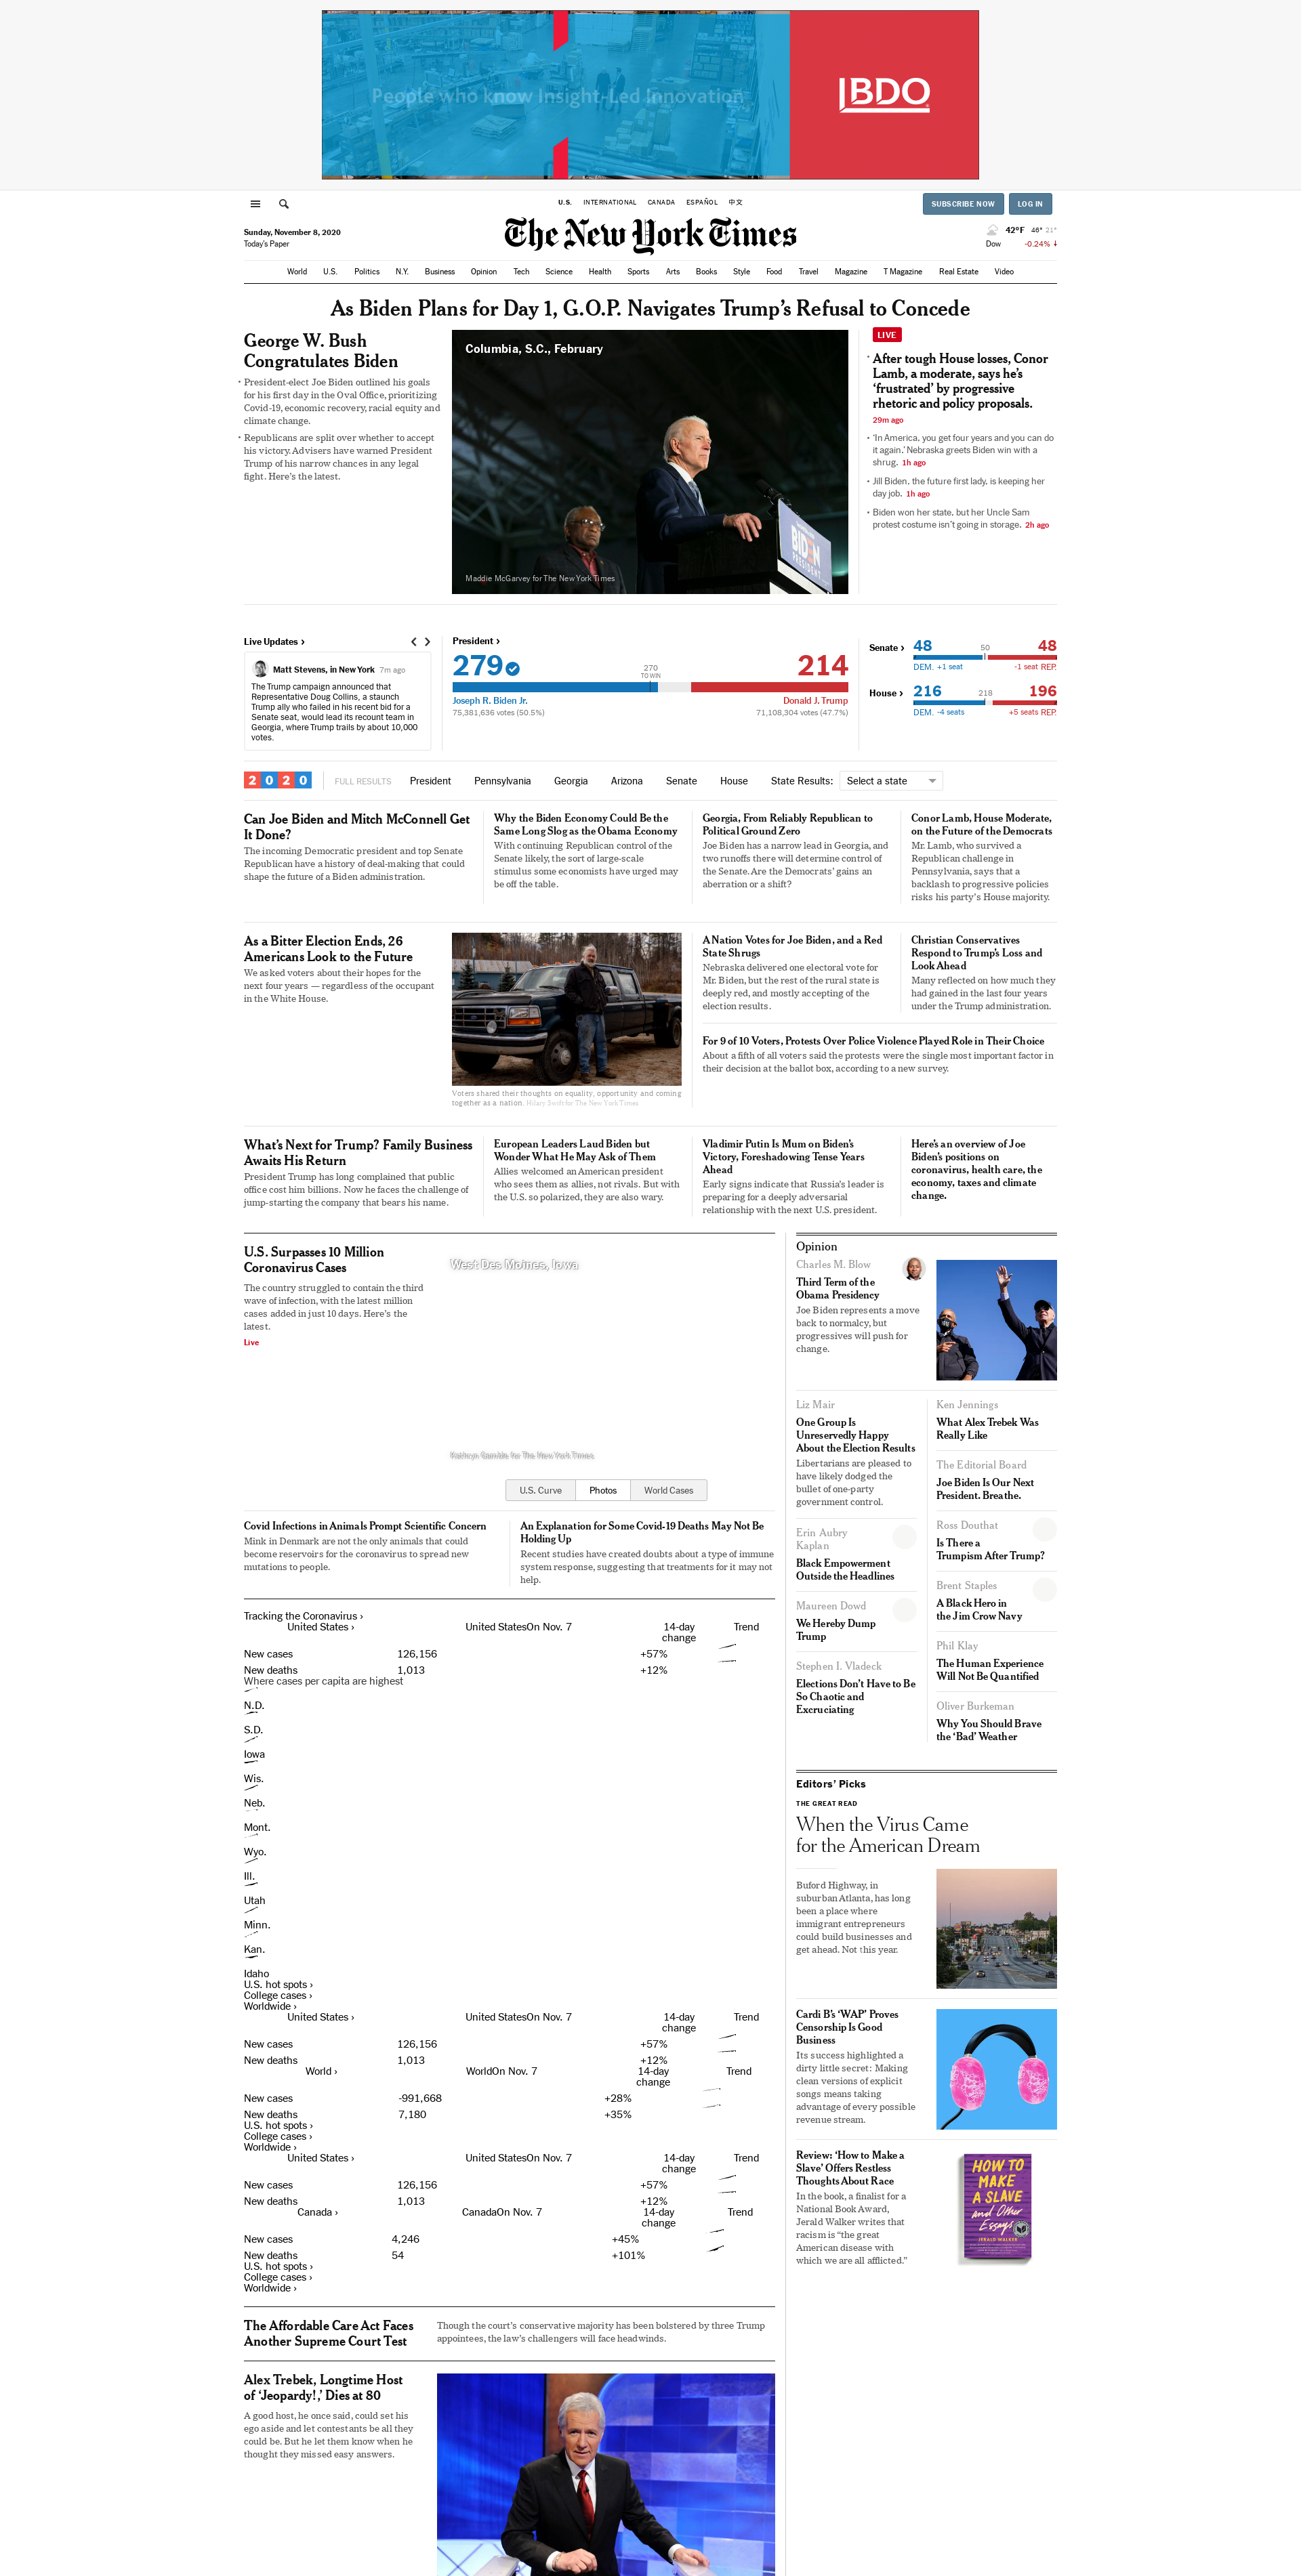 People who know Insight-Led Innovation
BDO
U.S. INTERNATIONAL CANADA ESPAÑOL 中文
SUBSCRIBE NOW LOG IN
Sunday, November 8, 2020
Today's Paper
The New York Times
42°F 46° 21°
Dow -0.24%
World U.S. Politics N.Y. Business Opinion Tech Science Health Sports Arts Books Style Food Travel Magazine T Magazine Real Estate Video
As Biden Plans for Day 1, G.O.P. Navigates Trump's Refusal to Concede
George W. Bush
Congratulates Biden
President-elect Joe Biden outlined his goals
for his first day in the Oval Office, prioritizing
Covid-19, economic recovery, racial equity and
climate change.
Republicans are split over whether to accept
his victory. Advisers have warned President
Trump of his narrow chances in any legal
fight. Here's the latest.
Columbia, S.C., February
BIDEN
PRESIDENT
Maddie McGarvey for The New York Times
LIVE
After tough House losses, Conor
Lamb, a moderate, says he's
'frustrated' by progressive
rhetoric and policy proposals.
29m ago
'In America, you get four years and you can do
it again.' Nebraska greets Biden win with a
shrug. 1h ago
Jill Biden, the future first lady, is keeping her
day job. 1h ago
Biden won her state, but her Uncle Sam
protest costume isn't going in storage. 2h ago
Live Updates ›
Matt Stevens, in New York 7m ago
The Trump campaign announced that
Representative Doug Collins, a staunch
Trump ally who failed in his recent bid for a
Senate seat, would lead its recount team in
Georgia, where Trump trails by about 10,000
votes.
President ›
279 270 214
TO WIN
Joseph R. Biden Jr. Donald J. Trump
75,381,636 votes (50.5%) 71,108,304 votes (47.7%)
Senate › 48 50 48
DEM. +1 seat -1 seat REP.
House › 216 218 196
DEM. -4 seats +5 seats REP.
2020 FULL RESULTS President Pennsylvania Georgia Arizona Senate House State Results: Select a state
Can Joe Biden and Mitch McConnell Get
It Done?
The incoming Democratic president and top Senate
Republican have a history of deal-making that could
shape the future of a Biden administration.
Why the Biden Economy Could Be the
Same Long Slog as the Obama Economy
With continuing Republican control of the
Senate likely, the sort of large-scale
stimulus some economists have urged may
be off the table.
Georgia, From Reliably Republican to
Political Ground Zero
Joe Biden has a narrow lead in Georgia, and
two runoffs there will determine control of
the Senate. Are the Democrats' gains an
aberration or a shift?
Conor Lamb, House Moderate,
on the Future of the Democrats
Mr. Lamb, who survived a
Republican challenge in
Pennsylvania, says that a
backlash to progressive policies
risks his party's House majority.
As a Bitter Election Ends, 26
Americans Look to the Future
We asked voters about their hopes for the
next four years — regardless of the occupant
in the White House.
Voters shared their thoughts on equality, opportunity and coming
together as a nation. Hilary Swift for The New York Times
A Nation Votes for Joe Biden, and a Red
State Shrugs
Nebraska delivered one electoral vote for
Mr. Biden, but the rest of the rural state is
deeply red, and mostly accepting of the
election results.
Christian Conservatives
Respond to Trump's Loss and
Look Ahead
Many reflected on how much they
had gained in the last four years
under the Trump administration.
For 9 of 10 Voters, Protests Over Police Violence Played Role in Their Choice
About a fifth of all voters said the protests were the single most important factor in
their decision at the ballot box, according to a new survey.
What's Next for Trump? Family Business
Awaits His Return
President Trump has long complained that public
office cost him billions. Now he faces the challenge of
jump-starting the company that bears his name.
European Leaders Laud Biden but
Wonder What He May Ask of Them
Allies welcomed an American president
who sees them as allies, not rivals. But with
the U.S. so polarized, they are also wary.
Vladimir Putin Is Mum on Biden's
Victory, Foreshadowing Tense Years
Ahead
Early signs indicate that Russia's leader is
preparing for a deeply adversarial
relationship with the next U.S. president.
Here's an overview of Joe
Biden's positions on
coronavirus, health care, the
economy, taxes and climate
change.
U.S. Surpasses 10 Million
Coronavirus Cases
The country struggled to contain the third
wave of infection, with the latest million
cases added in just 10 days. Here's the
latest.
Live
West Des Moines, Iowa
Kathryn Gamble for The New York Times
U.S. Curve Photos World Cases
Covid Infections in Animals Prompt Scientific Concern
Mink in Denmark are not the only animals that could
become reservoirs for the coronavirus to spread new
mutations to people.
An Explanation for Some Covid-19 Deaths May Not Be
Holding Up
Recent studies have created doubts about a type of immune
system response, suggesting that treatments for it may not
help.
Tracking the Coronavirus ›
United States › United StatesOn Nov. 7 14-day Trend
change
New cases 126,156 +57%
New deaths 1,013 +12%
Where cases per capita are highest
N.D.
S.D.
Iowa
Wis.
Neb.
Mont.
Wyo.
Ill.
Utah
Minn.
Kan.
Idaho
U.S. hot spots ›
College cases ›
Worldwide ›
United States › United StatesOn Nov. 7 14-day Trend
change
New cases 126,156 +57%
New deaths 1,013 +12%
World › WorldOn Nov. 7 14-day Trend
change
New cases -991,668 +28%
New deaths 7,180 +35%
U.S. hot spots ›
College cases ›
Worldwide ›
United States › United StatesOn Nov. 7 14-day Trend
change
New cases 126,156 +57%
New deaths 1,013 +12%
Canada › CanadaOn Nov. 7 14-day Trend
change
New cases 4,246 +45%
New deaths 54 +101%
U.S. hot spots ›
College cases ›
Worldwide ›
The Affordable Care Act Faces
Another Supreme Court Test
Though the court's conservative majority has been bolstered by three Trump
appointees, the law's challengers will face headwinds.
Alex Trebek, Longtime Host
of 'Jeopardy!,' Dies at 80
A good host, he once said, could set his
ego aside and let contestants be all they
could be. But he let them know when he
thought they missed easy answers.
Opinion
Charles M. Blow
Third Term of the
Obama Presidency
Joe Biden represents a move
back to normalcy, but
progressives will push for
change.
Liz Mair
One Group Is
Unreservedly Happy
About the Election Results
Libertarians are pleased to
have likely dodged the
bullet of one-party
government control.
Erin Aubry
Kaplan
Black Empowerment
Outside the Headlines
Maureen Dowd
We Hereby Dump
Trump
Stephen I. Vladeck
Elections Don't Have to Be
So Chaotic and
Excruciating
Ken Jennings
What Alex Trebek Was
Really Like
The Editorial Board
Joe Biden Is Our Next
President. Breathe.
Ross Douthat
Is There a
Trumpism After Trump?
Brent Staples
A Black Hero in
the Jim Crow Navy
Phil Klay
The Human Experience
Will Not Be Quantified
Oliver Burkeman
Why You Should Brave
the 'Bad' Weather
Editors' Picks
THE GREAT READ
When the Virus Came
for the American Dream
Buford Highway, in
suburban Atlanta, has long
been a place where
immigrant entrepreneurs
could build businesses and
get ahead. Not this year.
Cardi B's 'WAP' Proves
Censorship Is Good
Business
Its success highlighted a
dirty little secret: Making
clean versions of explicit
songs means taking
advantage of every possible
revenue stream.
Review: 'How to Make a
Slave' Offers Restless
Thoughts About Race
In the book, a finalist for a
National Book Award,
Jerald Walker writes that
racism is "the great
American disease with
which we are all afflicted."
HOW TO
MAKE
A SLAVE
and Other
Essays
JERALD WALKER